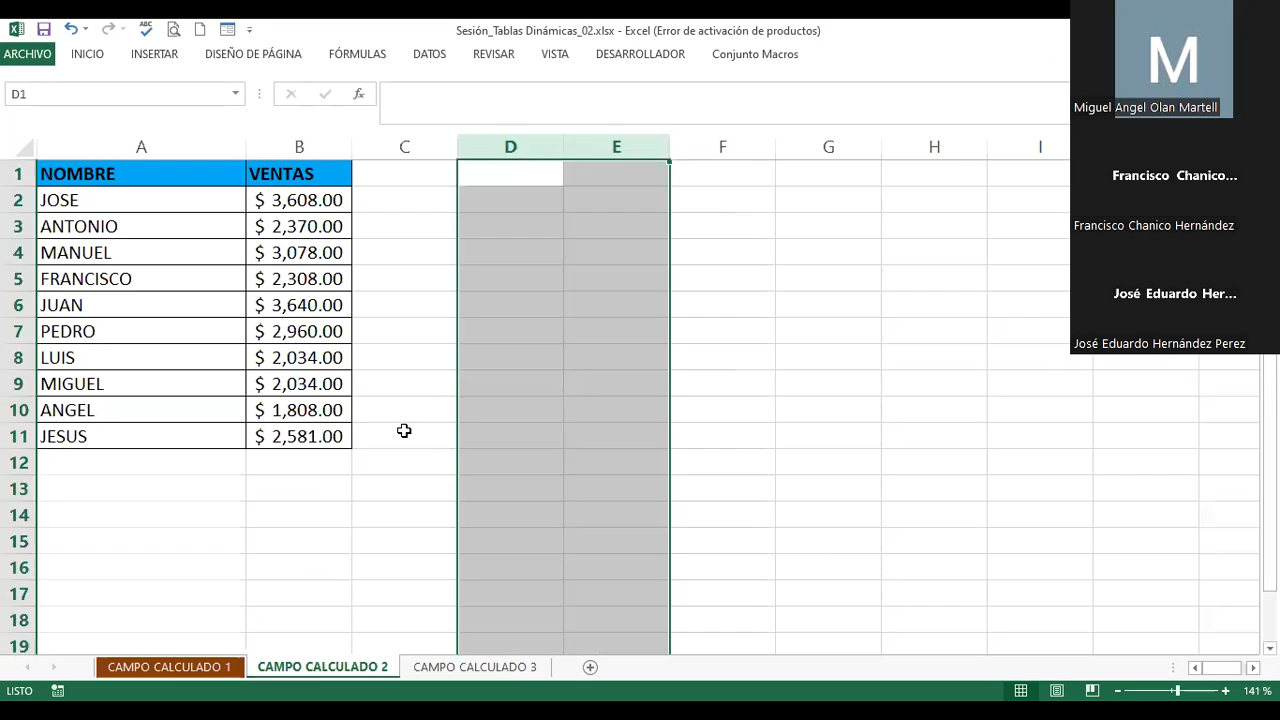 Sesión_Tablas Dinámicas_02.xlsx - Excel (Error de activación de productos)
ARCHIVO INICIO INSERTAR DISEÑO DE PÁGINA FÓRMULAS DATOS REVISAR VISTA DESARROLLADOR Conjunto Macros
D1 fx
A B C D E F G H I
1 NOMBRE VENTAS
2 JOSE $ 3,608.00
3 ANTONIO $ 2,370.00
4 MANUEL $ 3,078.00
5 FRANCISCO $ 2,308.00
6 JUAN $ 3,640.00
7 PEDRO $ 2,960.00
8 LUIS $ 2,034.00
9 MIGUEL $ 2,034.00
10 ANGEL $ 1,808.00
11 JESUS $ 2,581.00
12
13
14
15
16
17
18
19
CAMPO CALCULADO 1 CAMPO CALCULADO 2 CAMPO CALCULADO 3
LISTO 141 %
M
Miguel Angel Olan Martell
Francisco Chanico...
Francisco Chanico Hernández
José Eduardo Her...
José Eduardo Hernández Perez
ABC